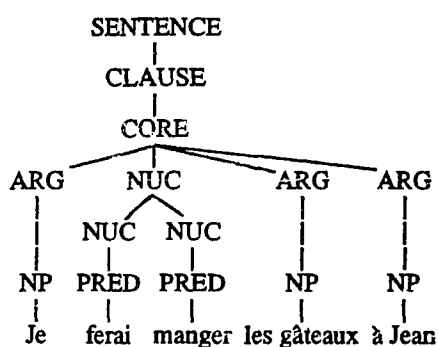 SENTENCE
CLAUSE
CORE
ARG NUC ARG ARG
NUC NUC
NP PRED PRED NP NP
Je ferai manger les gâteaux à Jean